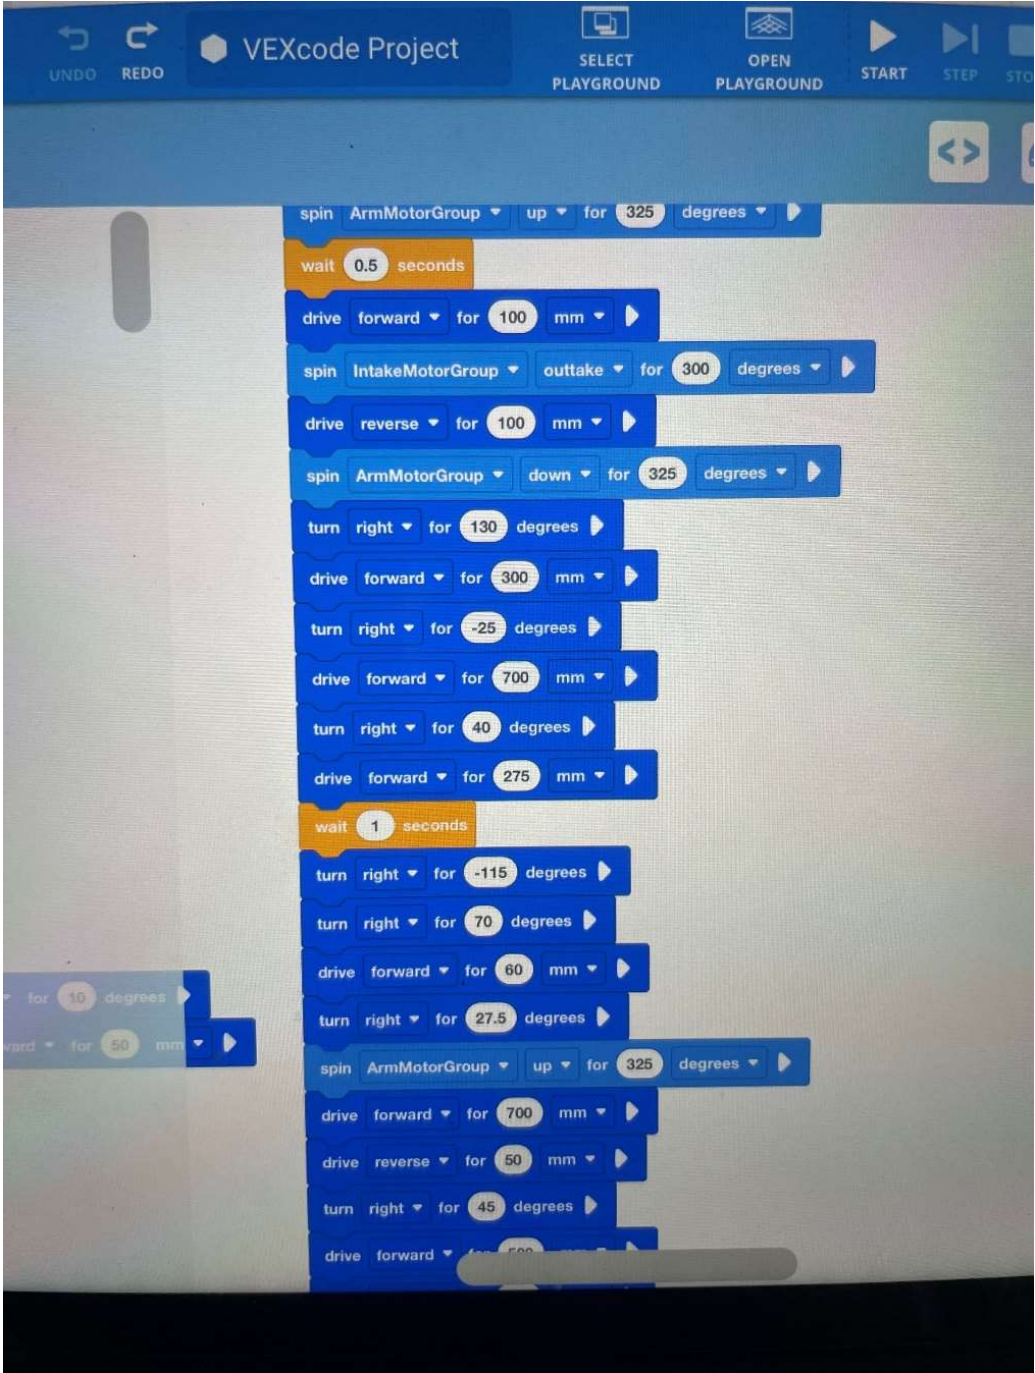 UNDO REDO VEXcode Project SELECT PLAYGROUND OPEN PLAYGROUND START STEP STO
spin ArmMotorGroup up for 325 degrees
wait 0.5 seconds
drive forward for 100 mm
spin IntakeMotorGroup outtake for 300 degrees
drive reverse for 100 mm
spin ArmMotorGroup down for 325 degrees
turn right for 130 degrees
drive forward for 300 mm
turn right for -25 degrees
drive forward for 700 mm
turn right for 40 degrees
drive forward for 275 mm
wait 1 seconds
turn right for -115 degrees
turn right for 70 degrees
drive forward for 60 mm
for 10 degrees
turn right for 27.5 degrees
ward for 50 mm
spin ArmMotorGroup up for 325 degrees
drive forward for 700 mm
drive reverse for 50 mm
turn right for 45 degrees
drive forward